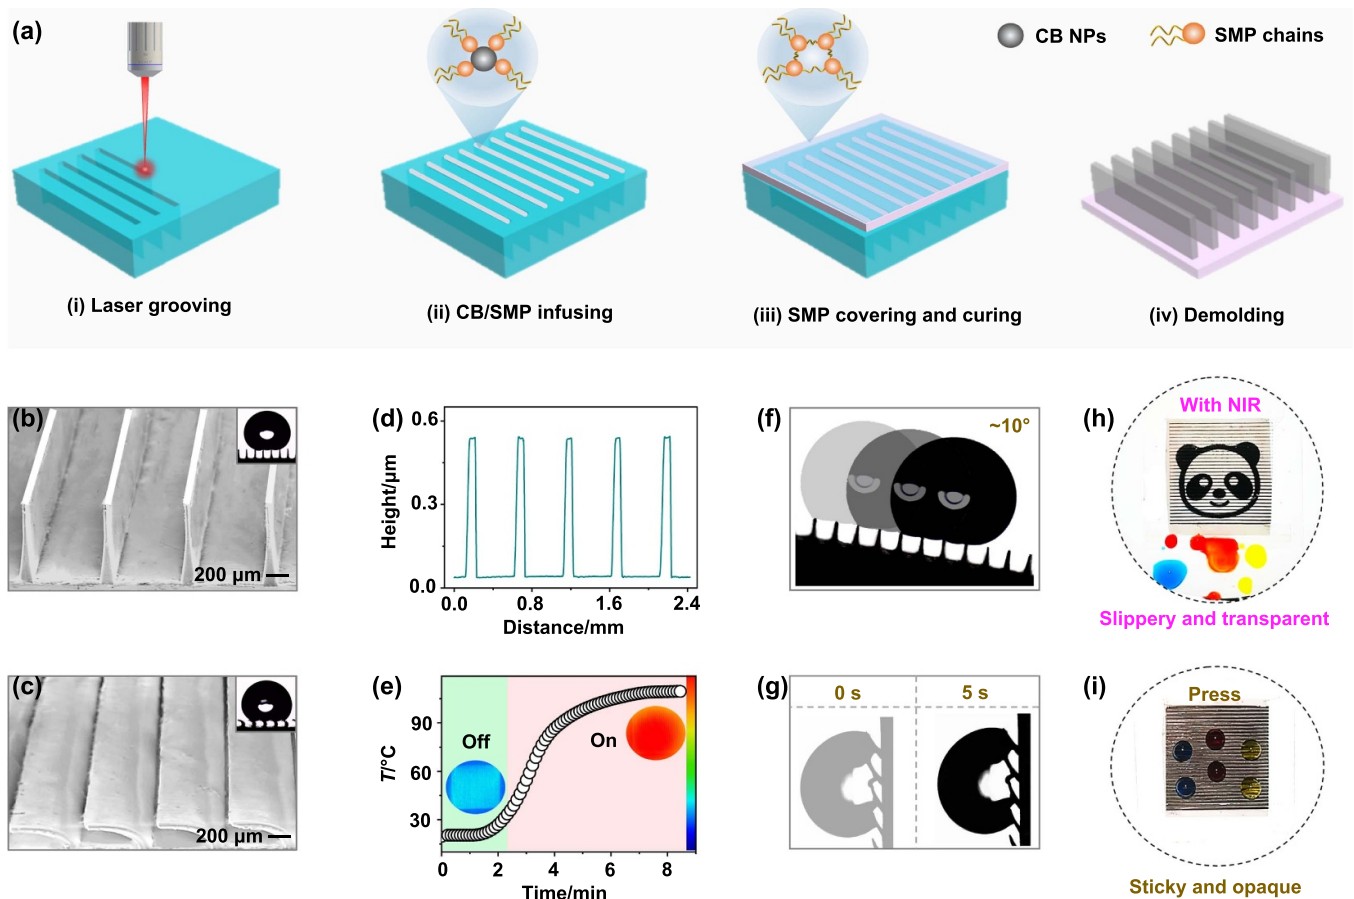 (a)
CB NPs
SMP chains
(i) Laser grooving
(ii) CB/SMP infusing
(iii) SMP covering and curing
(iv) Demolding
(b)
200 μm
(d)
0.6
0.3
0.0
Height/μm
0.0
0.8
1.6
2.4
Distance/mm
(f)
~10°
(h)
With NIR
Slippery and transparent
(c)
200 μm
(e)
90
60
30
T/°C
Off
On
0
2
4
6
8
Time/min
(g)
0 s
5 s
(i)
Press
Sticky and opaque